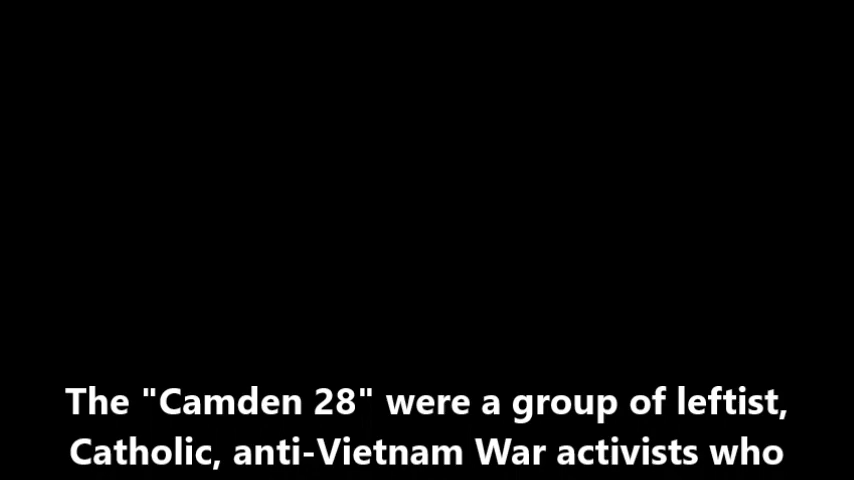 The "Camden 28" were a group of leftist,
Catholic, anti-Vietnam War activists who